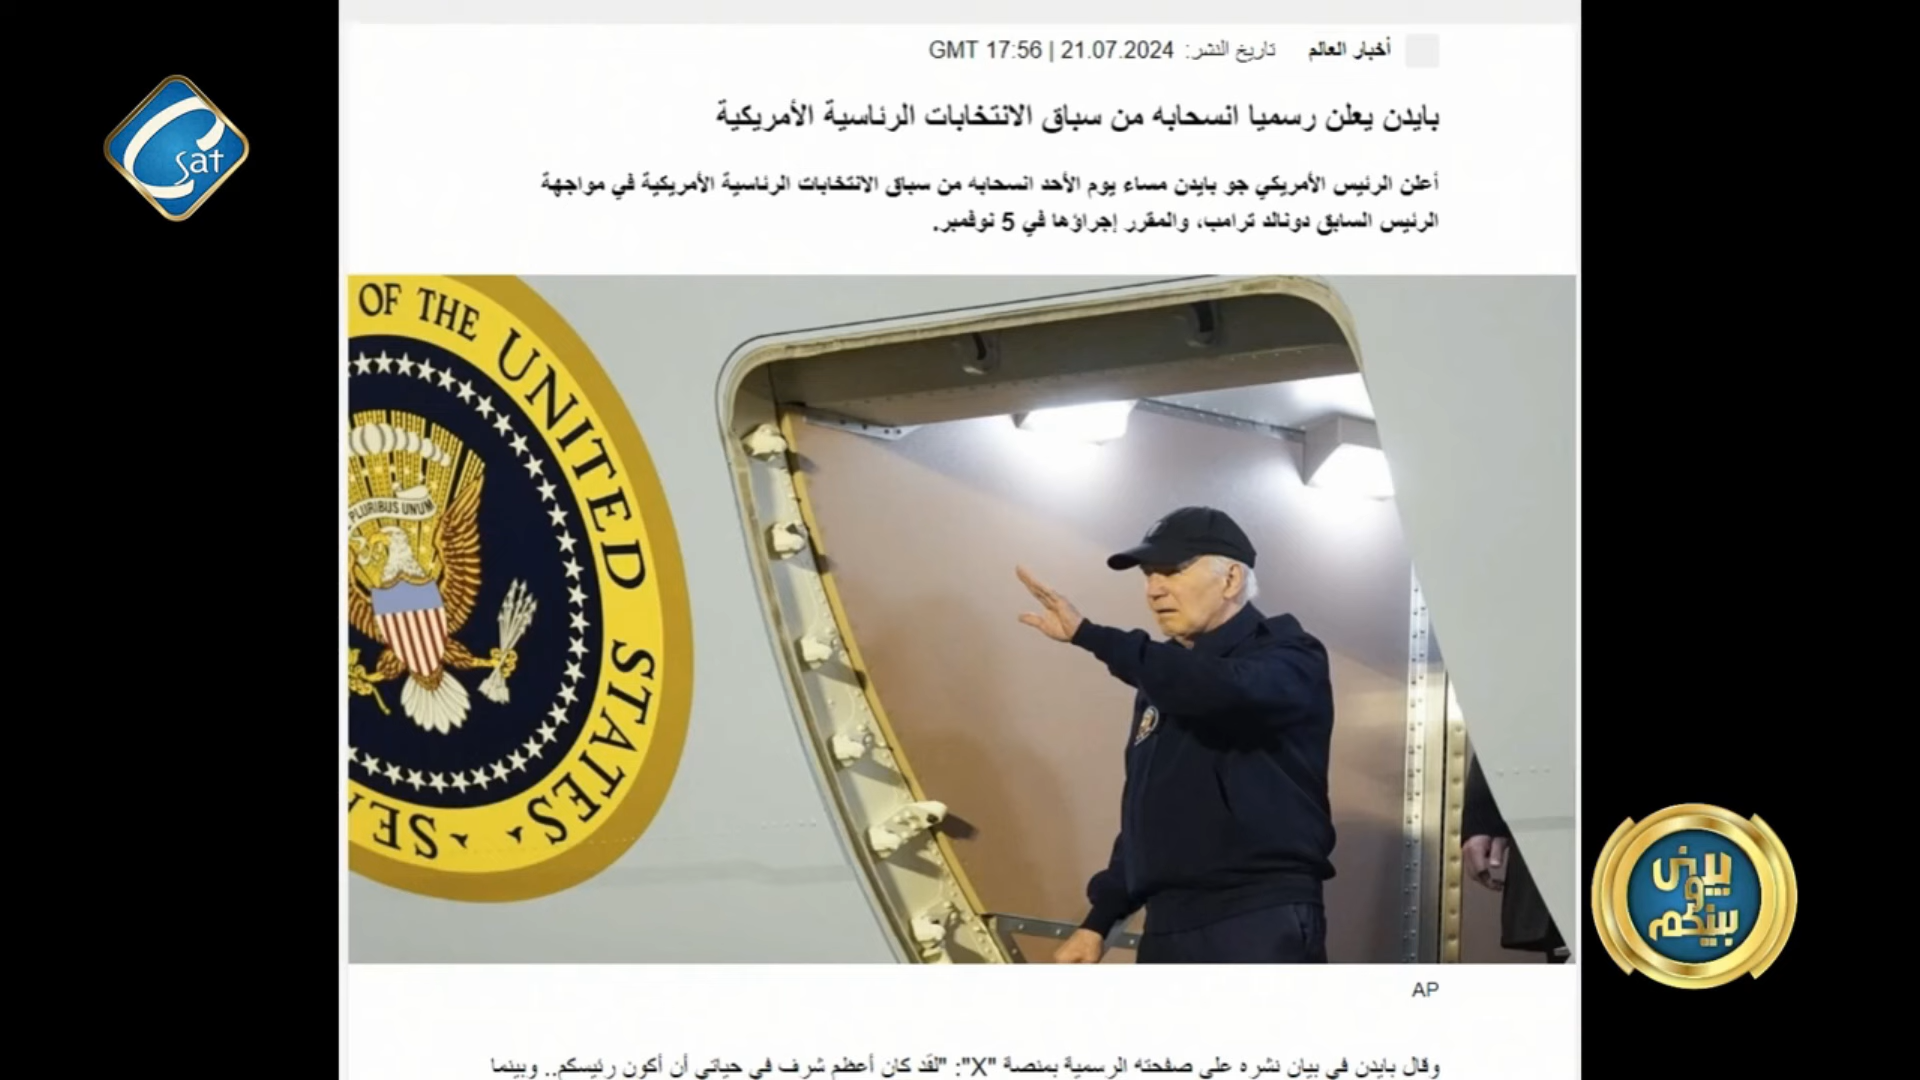 أخبار العالم
تاريخ النشر: 21.07.2024 | 17:56 GMT
بايدن يعلن رسميا انسحابه من سباق الانتخابات الرئاسية الأمريكية
أعلن الرئيس الأمريكي جو بايدن مساء يوم الأحد انسحابه من سباق الانتخابات الرئاسية الأمريكية في مواجهة
الرئيس السابق دونالد ترامب، والمقرر إجراؤها في 5 نوفمبر.
C sat
OF THE UNITED STATES
SEA
PLURIBUS UNUM
بيني
و
بينكم
AP
وقال بايدن في بيان نشره على صفحته الرسمية بمنصة "X": "لقد كان أعظم شرف في حياتي أن أكون رئيسكم.. وبينما